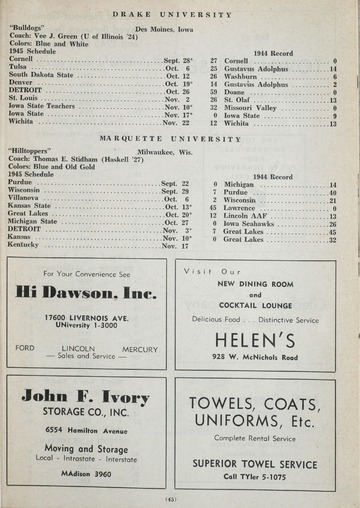 DRAKE UNIVERSITY
"Bulldogs" Des Moines, Iowa
Coach: Vee J. Green (U of Illinois '24)
Colors: Blue and White
1945 Schedule 1944 Record
Cornell Sept. 28* 27 Cornell 0
Tulsa Oct. 6 25 Gustavus Adolphus 14
South Dakota State Oct. 12 26 Washburn 6
Denver Oct. 19* 14 Gustavus Adolphus 2
DETROIT Oct. 26 59 Doane 0
St. Louis Nov. 2 26 St. Olaf 13
Iowa State Teachers Nov. 10* 32 Missouri Valley 0
Iowa State Nov. 17* 0 Iowa State 9
Wichita Nov. 22 12 Wichita 13
MARQUETTE UNIVERSITY
"Hilltoppers" Milwaukee, Wis.
Coach: Thomas E. Stidham (Haskell '27)
Colors: Blue and Old Gold
1945 Schedule 1944 Record
Purdue Sept. 22 0 Michigan 14
Wisconsin Sept. 29 7 Purdue 40
Villanova Oct. 6 2 Wisconsin 21
Kansas State Oct. 13* 45 Lawrence 0
Great Lakes Oct. 20* 12 Lincoln AAF 13
Michigan State Oct. 27 0 Iowa Seahawks 26
DETROIT Nov. 3* 7 Great Lakes 45
Kansas Nov. 10* 0 Great Lakes 32
Kentucky Nov. 17
For Your Convenience See
Hi Dawson, Inc.
17600 LIVERNOIS AVE.
UNiversity 1-3000
FORD LINCOLN MERCURY
— Sales and Service —
Visit Our
NEW DINING ROOM
and
COCKTAIL LOUNGE
Delicious Food . . . Distinctive Service
HELEN'S
928 W. McNichols Road
John F. Ivory
STORAGE CO., INC.
6554 Hamilton Avenue
Moving and Storage
Local - Intrastate - Interstate
MAdison 3960
TOWELS, COATS,
UNIFORMS, Etc.
Complete Rental Service
SUPERIOR TOWEL SERVICE
Call TYler 5-1075
(45)